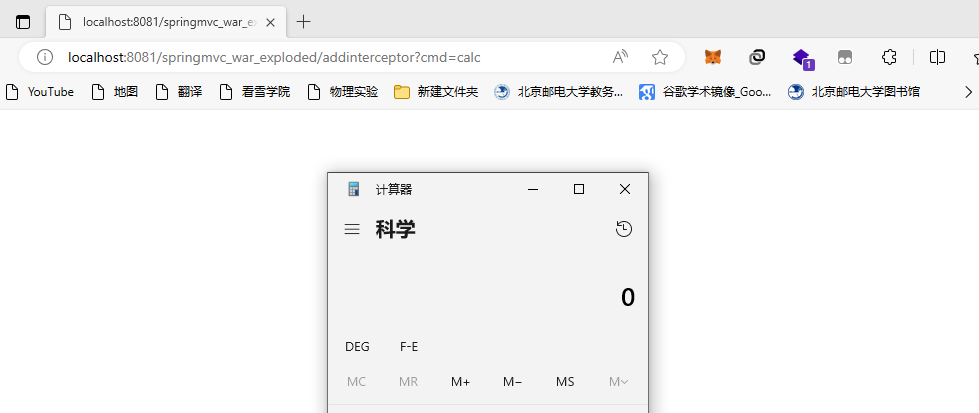 localhost:8081/springmvc_war_ex
localhost:8081/springmvc_war_exploded/addinterceptor?cmd=calc
YouTube 地图 翻译 看雪学院 物理实验 新建文件夹 北京邮电大学教务... 谷歌学术镜像_Goo... 北京邮电大学图书馆
1
计算器
科学
0
DEG F-E
MC MR M+ M− MS M